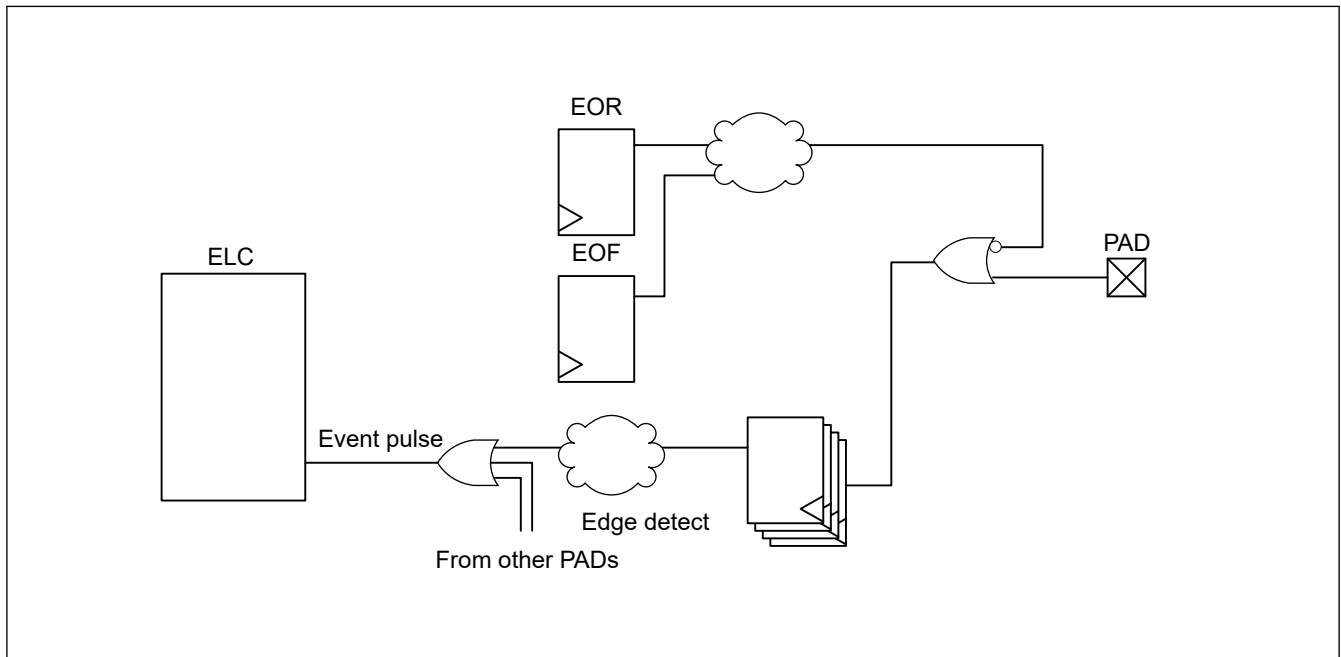 EOR
EOF
PAD
ELC
Event pulse
Edge detect
From other PADs